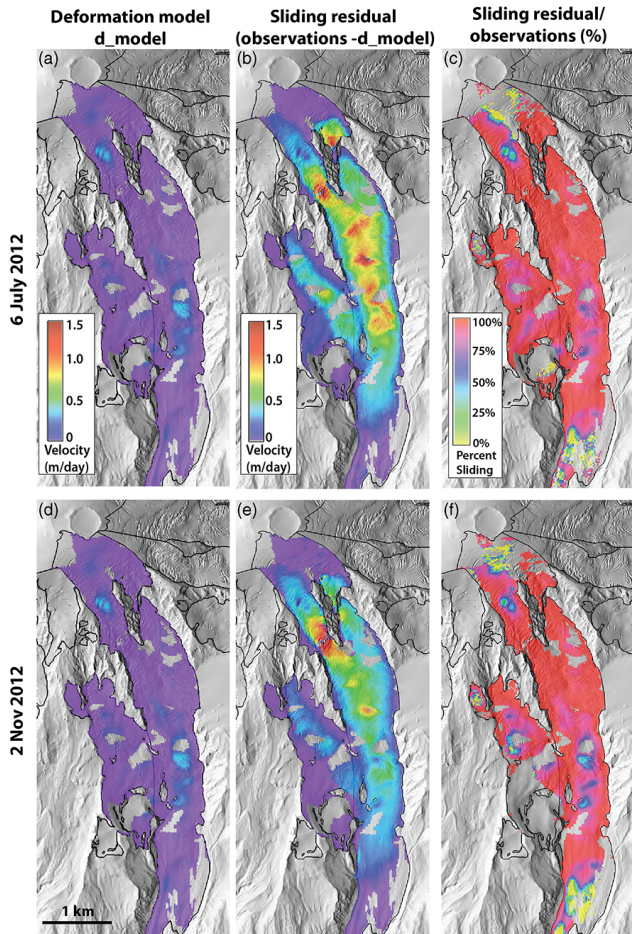 Deformation model
d_model
Sliding residual
(observations -d_model)
Sliding residual/
observations (%)
6 July 2012
(a)
1.5
1.0
0.5
0
Velocity
(m/day)
(b)
1.5
1.0
0.5
0
Velocity
(m/day)
(c)
100%
75%
50%
25%
0%
Percent
Sliding
2 Nov 2012
(d)
1 km
(e)
(f)